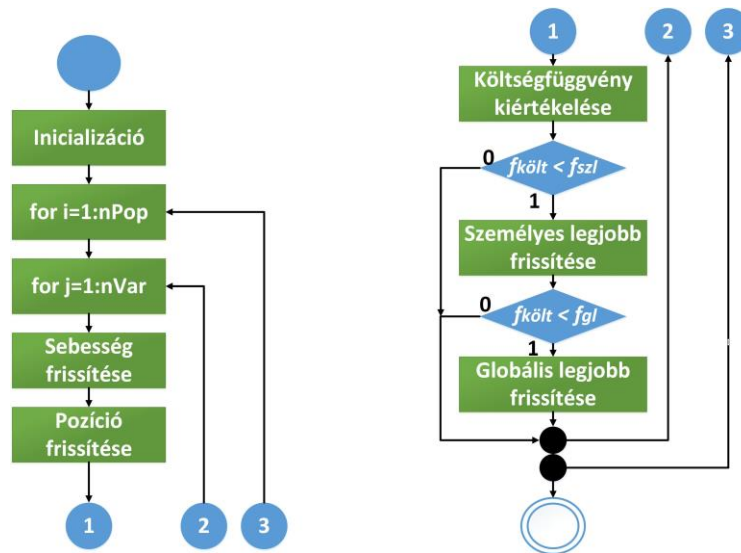 Inicializáció
for i=1:nPop
for j=1:nVar
Sebesség
frissítése
Pozíció
frissítése
1
2
3
1
2
3
Költségfüggvény
kiértékelése
0
fkölt < fszl
1
Személyes legjobb
frissítése
0
fkölt < fgl
1
Globális legjobb
frissítése